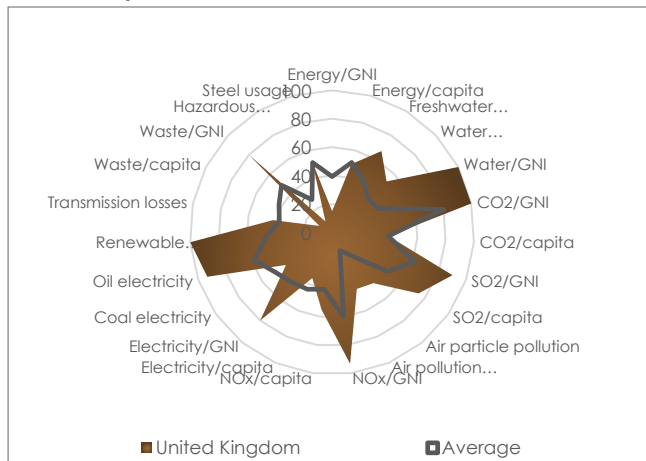 Energy/GNI
Energy/capita
Freshwater...
Water...
Water/GNI
CO2/GNI
CO2/capita
SO2/GNI
SO2/capita
Air particle pollution
Air pollution...
NOx/GNI
NOx/capita
Electricity/capita
Electricity/GNI
Coal electricity
Oil electricity
Renewable...
Transmission losses
Waste/capita
Waste/GNI
Hazardous...
Steel usage
100
80
60
40
20
0
United Kingdom
Average